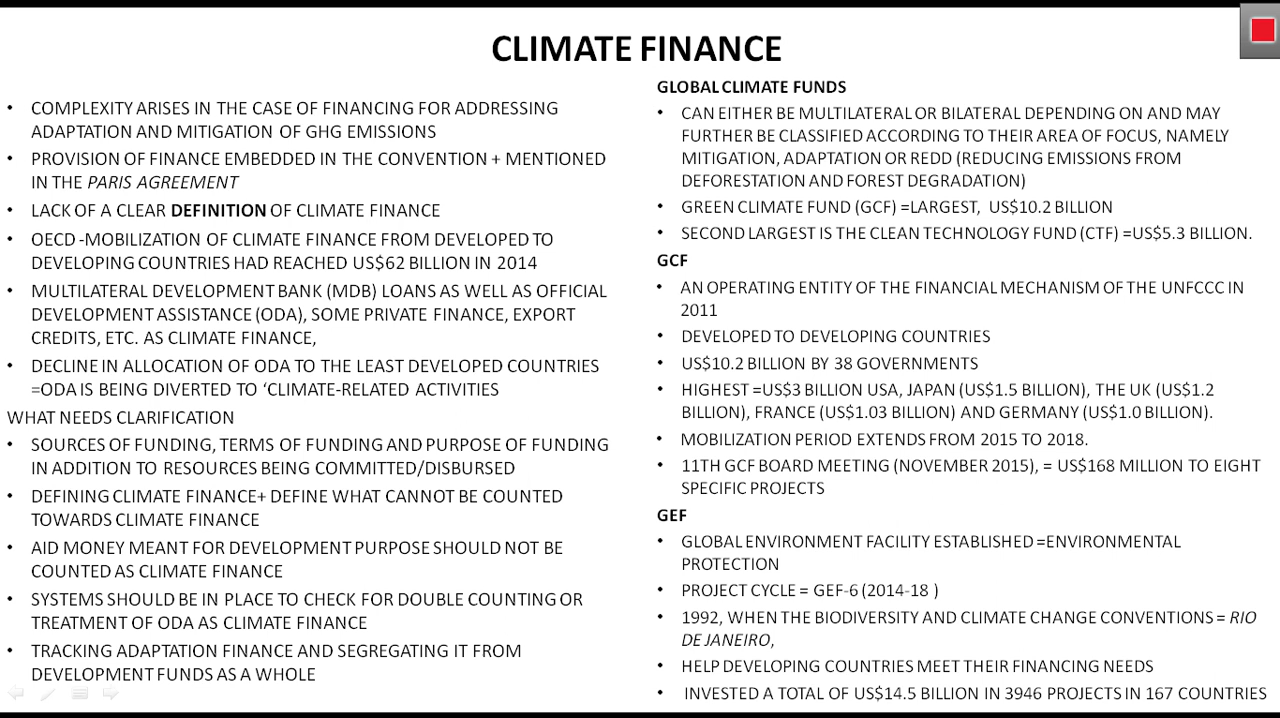 CLIMATE FINANCE
• COMPLEXITY ARISES IN THE CASE OF FINANCING FOR ADDRESSING
ADAPTATION AND MITIGATION OF GHG EMISSIONS
• PROVISION OF FINANCE EMBEDDED IN THE CONVENTION + MENTIONED
IN THE PARIS AGREEMENT
• LACK OF A CLEAR DEFINITION OF CLIMATE FINANCE
• OECD -MOBILIZATION OF CLIMATE FINANCE FROM DEVELOPED TO
DEVELOPING COUNTRIES HAD REACHED US$62 BILLION IN 2014
• MULTILATERAL DEVELOPMENT BANK (MDB) LOANS AS WELL AS OFFICIAL
DEVELOPMENT ASSISTANCE (ODA), SOME PRIVATE FINANCE, EXPORT
CREDITS, ETC. AS CLIMATE FINANCE,
• DECLINE IN ALLOCATION OF ODA TO THE LEAST DEVELOPED COUNTRIES
=ODA IS BEING DIVERTED TO ‘CLIMATE-RELATED ACTIVITIES
WHAT NEEDS CLARIFICATION
• SOURCES OF FUNDING, TERMS OF FUNDING AND PURPOSE OF FUNDING
IN ADDITION TO RESOURCES BEING COMMITTED/DISBURSED
• DEFINING CLIMATE FINANCE+ DEFINE WHAT CANNOT BE COUNTED
TOWARDS CLIMATE FINANCE
• AID MONEY MEANT FOR DEVELOPMENT PURPOSE SHOULD NOT BE
COUNTED AS CLIMATE FINANCE
• SYSTEMS SHOULD BE IN PLACE TO CHECK FOR DOUBLE COUNTING OR
TREATMENT OF ODA AS CLIMATE FINANCE
• TRACKING ADAPTATION FINANCE AND SEGREGATING IT FROM
DEVELOPMENT FUNDS AS A WHOLE
GLOBAL CLIMATE FUNDS
• CAN EITHER BE MULTILATERAL OR BILATERAL DEPENDING ON AND MAY
FURTHER BE CLASSIFIED ACCORDING TO THEIR AREA OF FOCUS, NAMELY
MITIGATION, ADAPTATION OR REDD (REDUCING EMISSIONS FROM
DEFORESTATION AND FOREST DEGRADATION)
• GREEN CLIMATE FUND (GCF) =LARGEST, US$10.2 BILLION
• SECOND LARGEST IS THE CLEAN TECHNOLOGY FUND (CTF) =US$5.3 BILLION.
GCF
• AN OPERATING ENTITY OF THE FINANCIAL MECHANISM OF THE UNFCCC IN
2011
• DEVELOPED TO DEVELOPING COUNTRIES
• US$10.2 BILLION BY 38 GOVERNMENTS
• HIGHEST =US$3 BILLION USA, JAPAN (US$1.5 BILLION), THE UK (US$1.2
BILLION), FRANCE (US$1.03 BILLION) AND GERMANY (US$1.0 BILLION).
• MOBILIZATION PERIOD EXTENDS FROM 2015 TO 2018.
• 11TH GCF BOARD MEETING (NOVEMBER 2015), = US$168 MILLION TO EIGHT
SPECIFIC PROJECTS
GEF
• GLOBAL ENVIRONMENT FACILITY ESTABLISHED =ENVIRONMENTAL
PROTECTION
• PROJECT CYCLE = GEF-6 (2014-18 )
• 1992, WHEN THE BIODIVERSITY AND CLIMATE CHANGE CONVENTIONS = RIO
DE JANEIRO,
• HELP DEVELOPING COUNTRIES MEET THEIR FINANCING NEEDS
• INVESTED A TOTAL OF US$14.5 BILLION IN 3946 PROJECTS IN 167 COUNTRIES